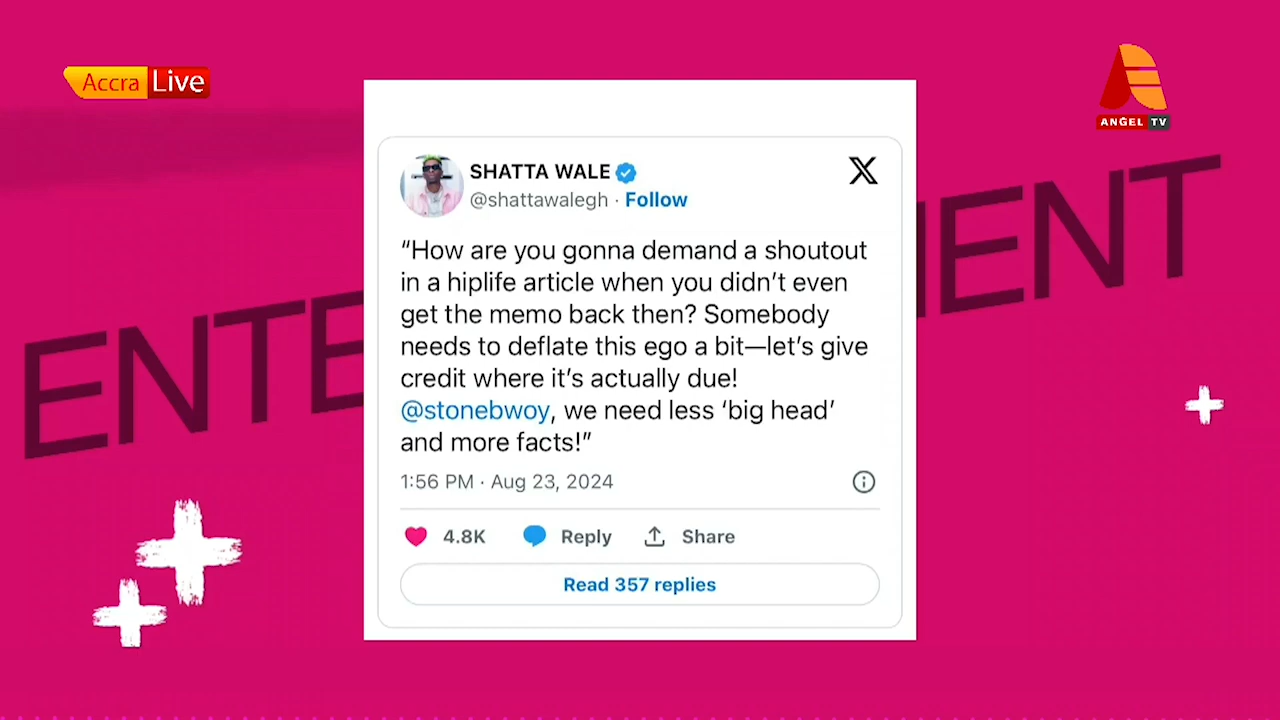 Accra Live
ANGEL TV
ENTE
MENT
SHATTA WALE
@shattawalegh · Follow
“How are you gonna demand a shoutout
in a hiplife article when you didn’t even
get the memo back then? Somebody
needs to deflate this ego a bit—let’s give
credit where it’s actually due!
@stonebwoy, we need less ‘big head’
and more facts!”
1:56 PM · Aug 23, 2024
4.8K Reply Share
Read 357 replies